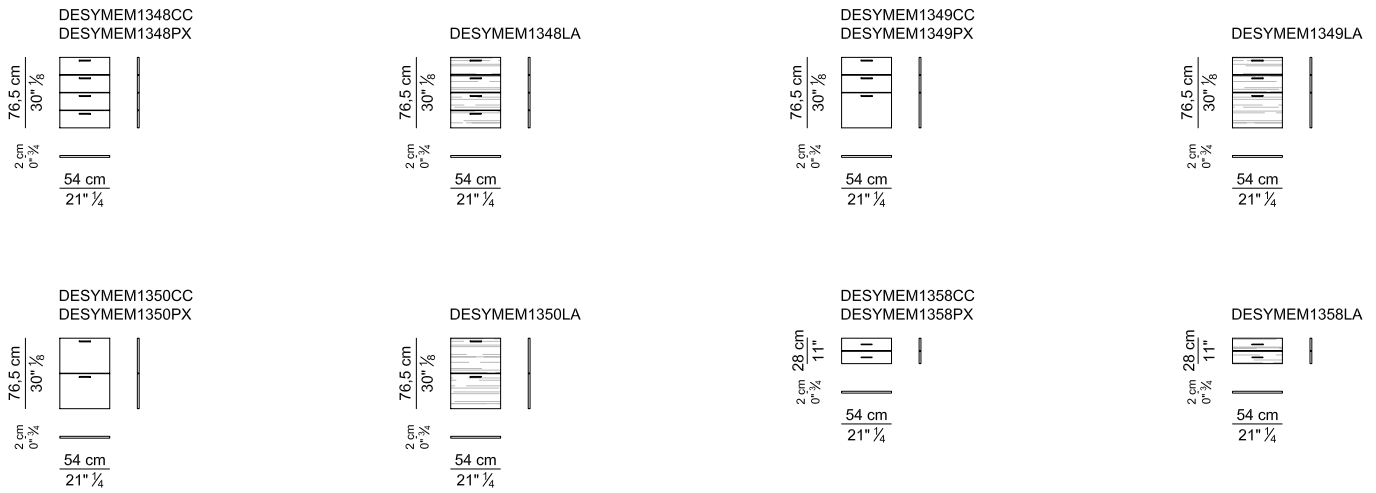 DESYMEM1348CC
DESYMEM1348PX
76,5 cm
30" 1⁄8
2 cm
0" 3⁄4
54 cm
21" 1⁄4
DESYMEM1348LA
76,5 cm
30" 1⁄8
2 cm
0" 3⁄4
54 cm
21" 1⁄4
DESYMEM1349CC
DESYMEM1349PX
76,5 cm
30" 1⁄8
2 cm
0" 3⁄4
54 cm
21" 1⁄4
DESYMEM1349LA
76,5 cm
30" 1⁄8
2 cm
0" 3⁄4
54 cm
21" 1⁄4
DESYMEM1350CC
DESYMEM1350PX
76,5 cm
30" 1⁄8
2 cm
0" 3⁄4
54 cm
21" 1⁄4
DESYMEM1350LA
76,5 cm
30" 1⁄8
2 cm
0" 3⁄4
54 cm
21" 1⁄4
DESYMEM1358CC
DESYMEM1358PX
28 cm
11"
2 cm
0" 3⁄4
54 cm
21" 1⁄4
DESYMEM1358LA
28 cm
11"
2 cm
0" 3⁄4
54 cm
21" 1⁄4